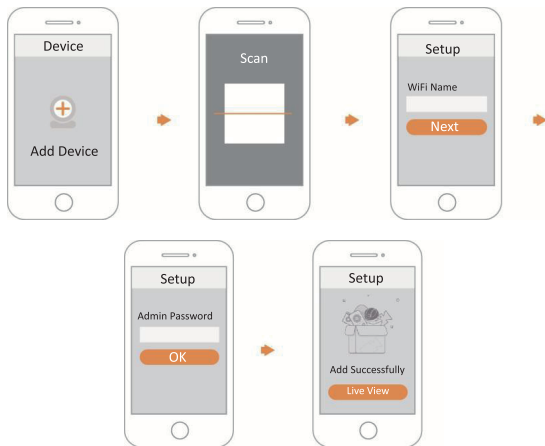 Device
Add Device
Scan
Setup
WiFi Name
Next
Setup
Admin Password
OK
Setup
Add Successfully
Live View